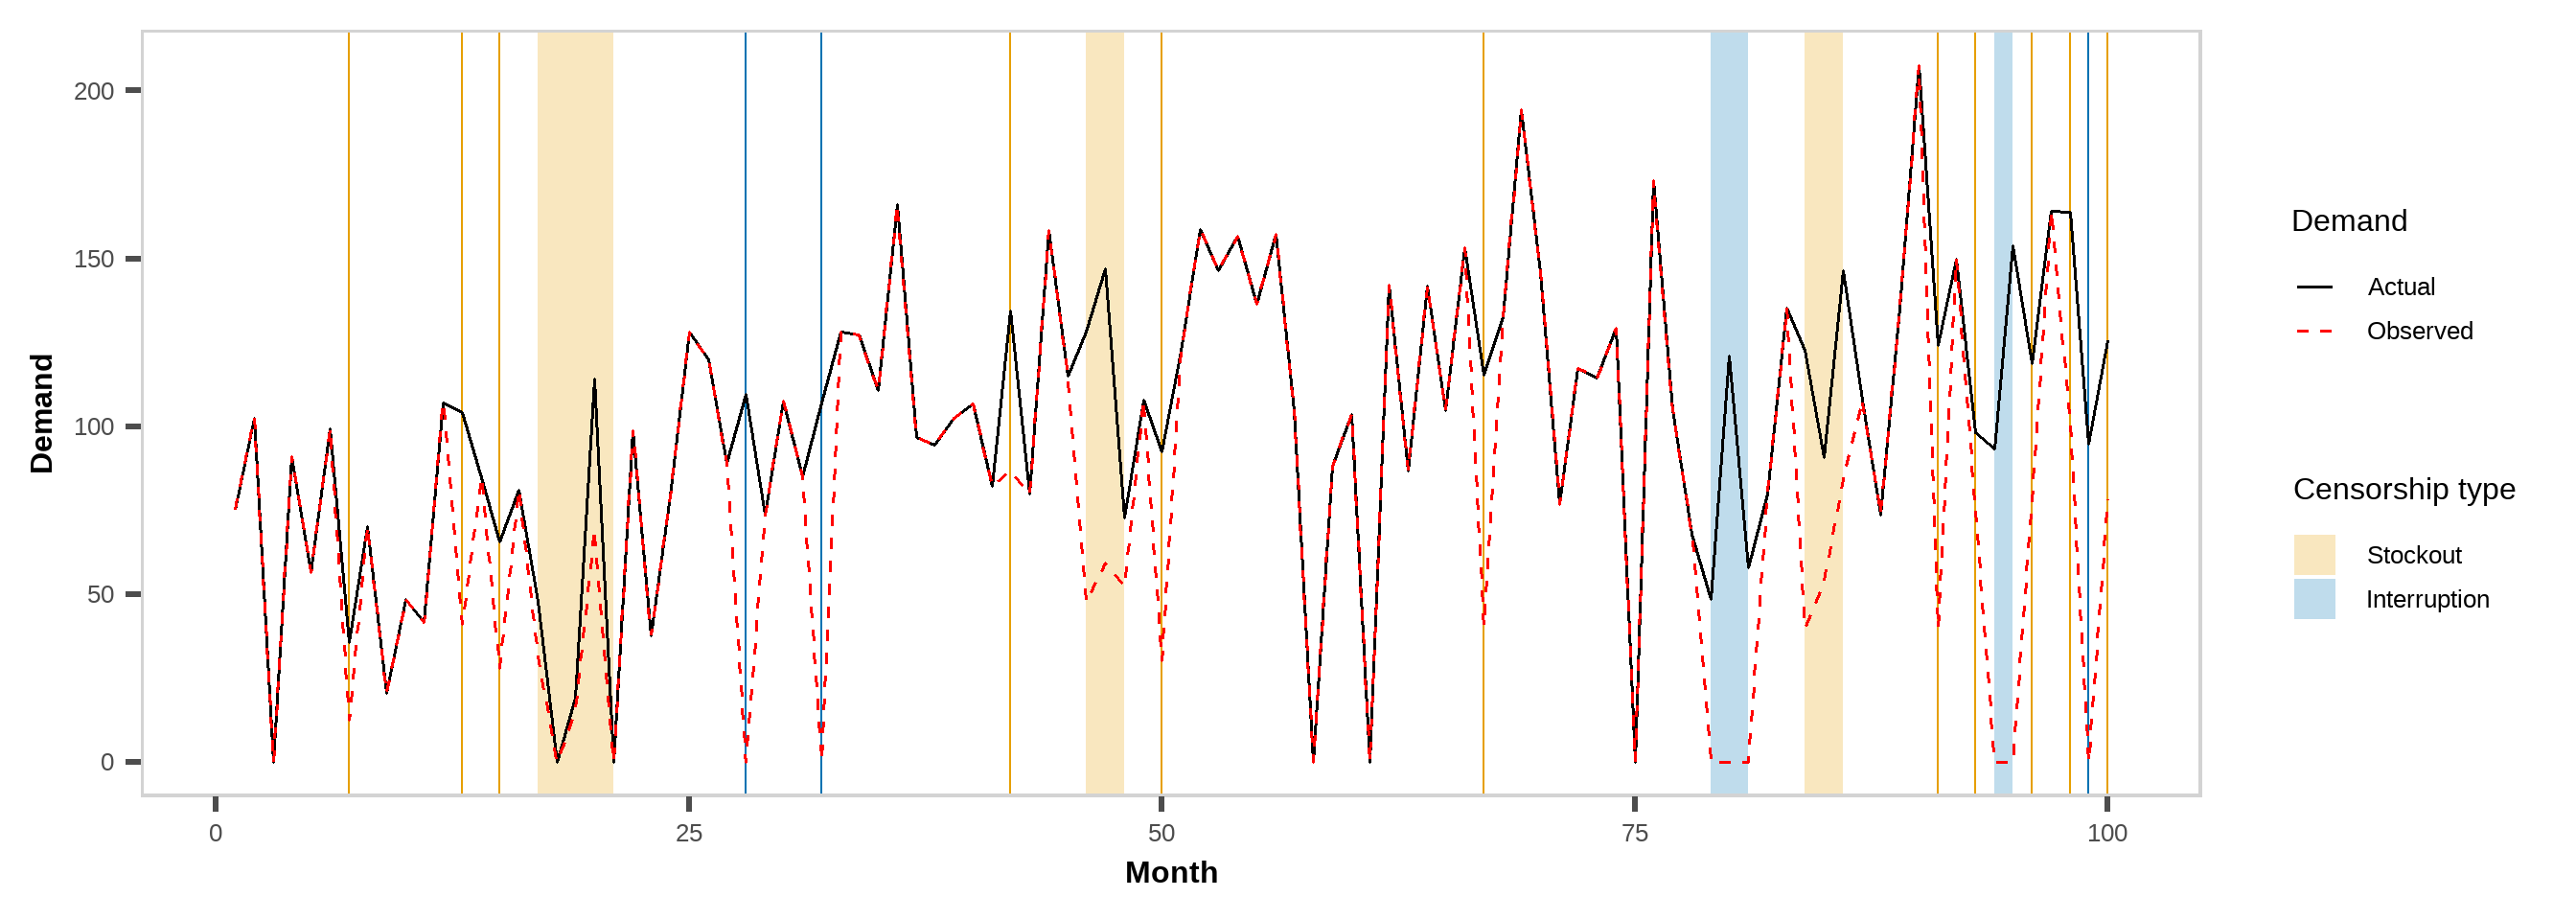 200
150
100
50
0
Demand
0
25
50
75
100
Month
Demand
Actual
Observed
Censorship type
Stockout
Interruption